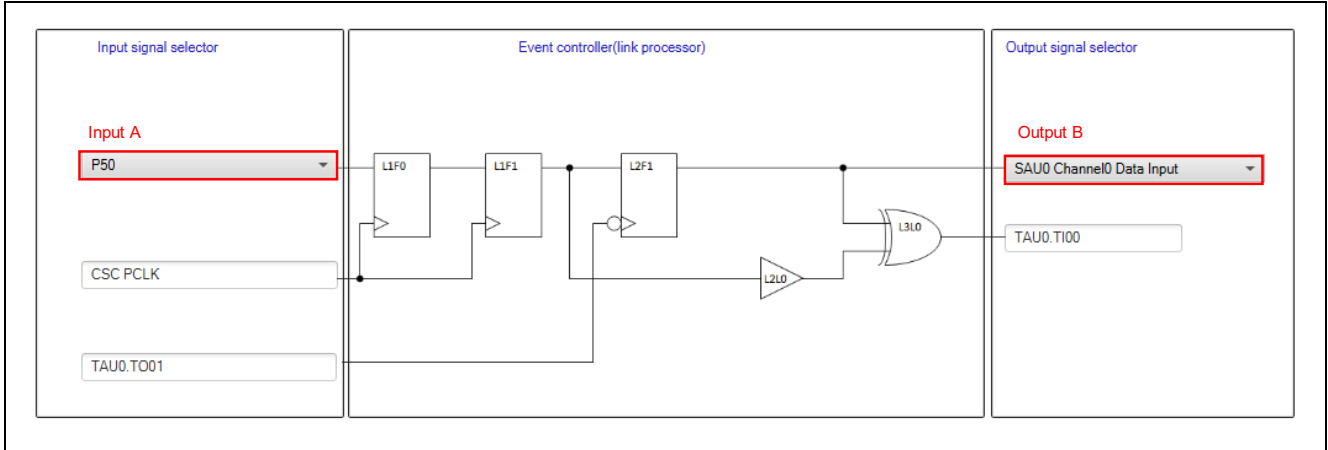 Input signal selector
Event controller(link processor)
Output signal selector
Input A
Output B
P50
L1F0
L1F1
L2F1
SAU0 Channel0 Data Input
L3L0
TAU0.TI00
CSC PCLK
L2L0
TAU0.TO01